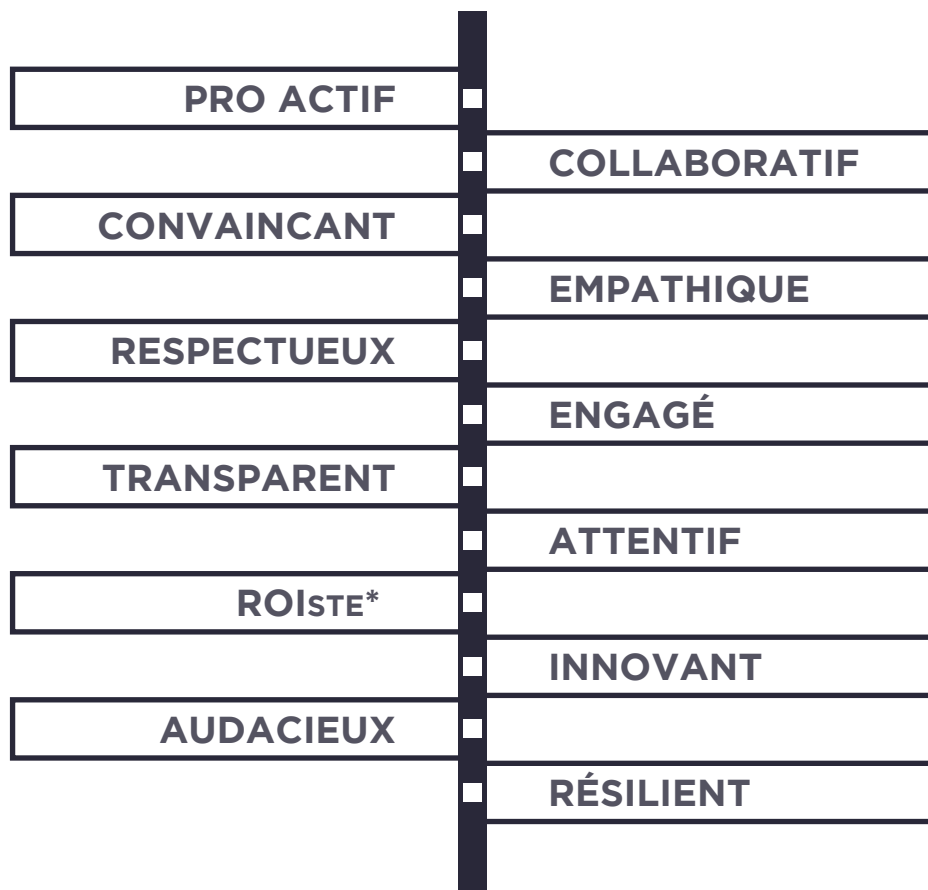 PRO ACTIF
COLLABORATIF
CONVAINCANT
EMPATHIQUE
RESPECTUEUX
ENGAGÉ
TRANSPARENT
ATTENTIF
ROISTE*
INNOVANT
AUDACIEUX
RÉSILIENT